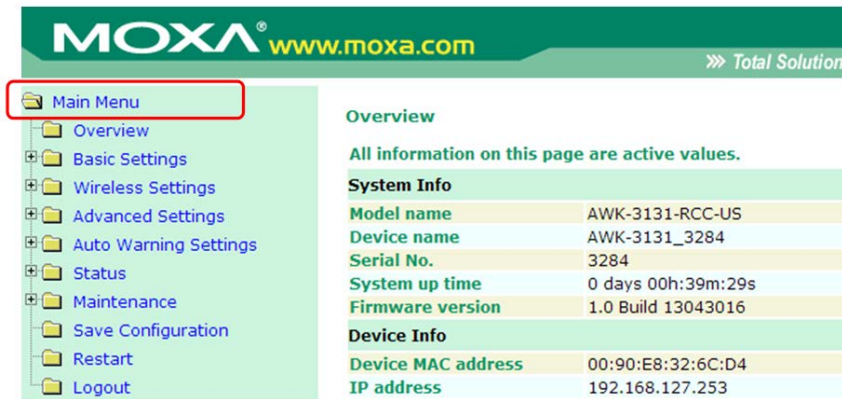 MOXA® www.moxa.com
Total Solution
Main Menu
Overview
Basic Settings
Wireless Settings
Advanced Settings
Auto Warning Settings
Status
Maintenance
Save Configuration
Restart
Logout
Overview
All information on this page are active values.
System Info
Model name AWK-3131-RCC-US
Device name AWK-3131_3284
Serial No. 3284
System up time 0 days 00h:39m:29s
Firmware version 1.0 Build 13043016
Device Info
Device MAC address 00:90:E8:32:6C:D4
IP address 192.168.127.253